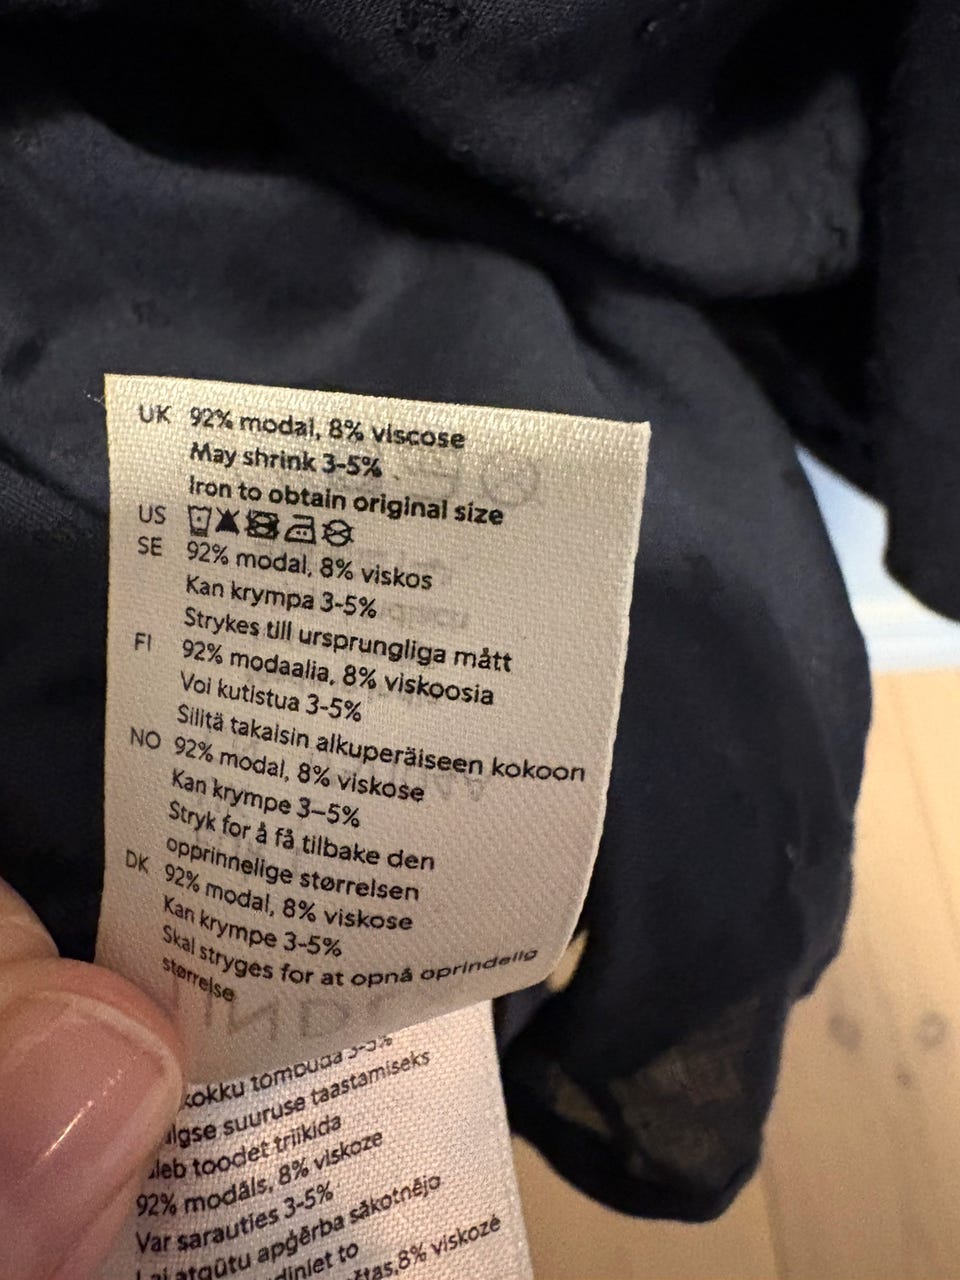 UK 92% modal, 8% viscose
May shrink 3-5%
Iron to obtain original size
US
SE 92% modal, 8% viskos
Kan krympa 3-5%
Strykes till ursprungliga mått
FI 92% modaalia, 8% viskoosia
Voi kutistua 3-5%
Silitä takaisin alkuperäiseen kokoon
NO 92% modal, 8% viskose
Kan krympe 3–5%
Stryk for å få tilbake den
opprinnelige størrelsen
DK 92% modal, 8% viskose
Kan krympe 3-5%
Skal stryges for at opnå oprindelig
størrelse
kokku tõmbuda 3-5%
suuruse taastamiseks
toodet triikida
92% modāls, 8% viskoze
Var sarauties 3-5%
Lai atgūtu apģērba sākotnējo
8% viskozė